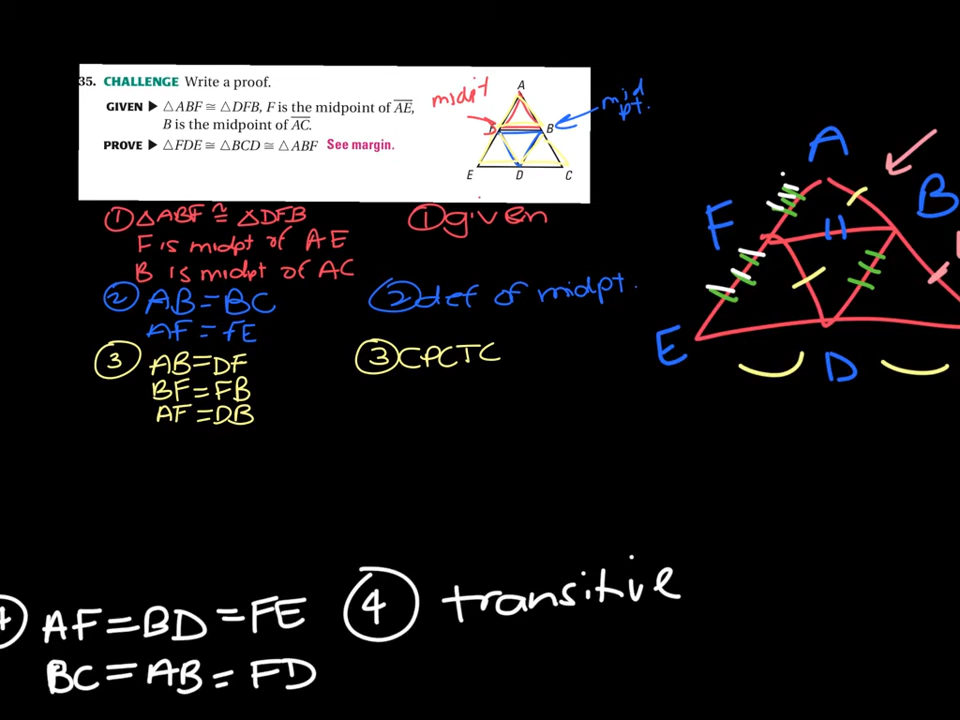 35. CHALLENGE Write a proof.
GIVEN ▶ △ABF ≅ △DFB, F is the midpoint of AE,
B is the midpoint of AC.
PROVE ▶ △FDE ≅ △BCD ≅ △ABF See margin.
midpt
mid
pt.
A
B
E D C
① △ABF ≅ △DFB ① given
F is midpt of AE
B is midpt of AC
② AB=BC ② def of midpt.
AF=FE
③ AB=DF ③ CPCTC
BF=FB
AF=DB
AF=BD=FE ④ transitive
BC=AB=FD
A
F B
E D